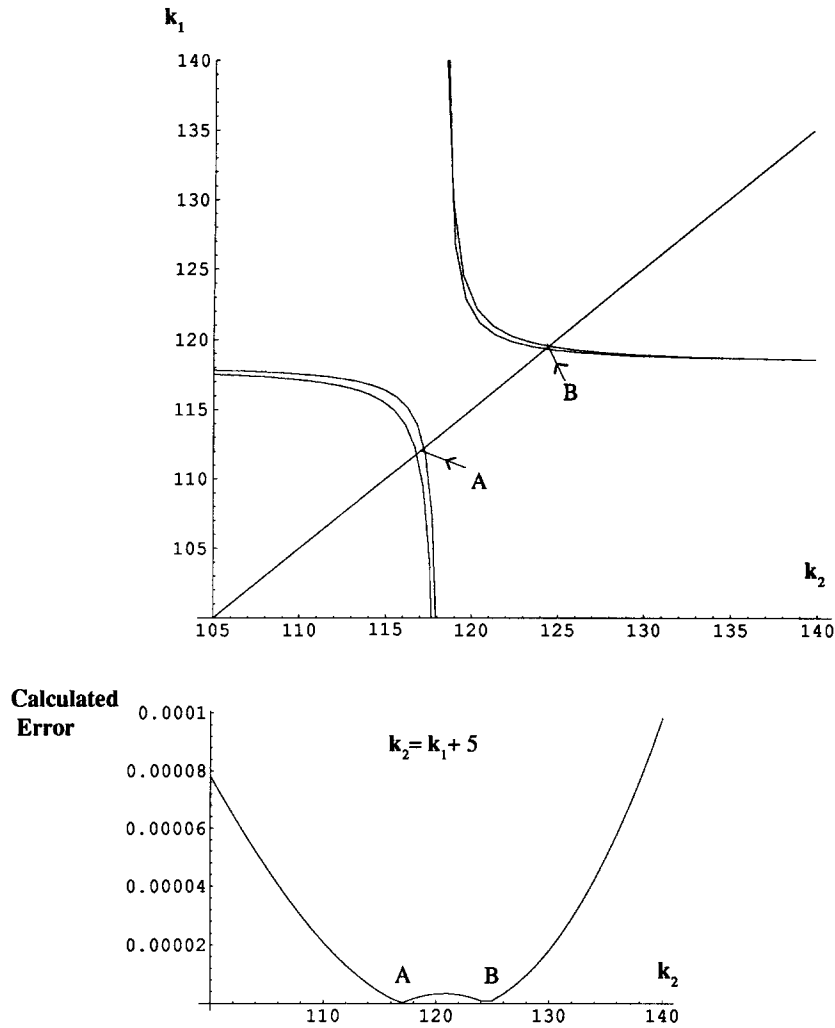 k₁
140
135
130
125
120
115
110
105
B
A
k₂
105 110 115 120 125 130 135 140
Calculated
Error
0.0001
0.00008
0.00006
0.00004
0.00002
k₂= k₁+ 5
A B k₂
110 120 130 140